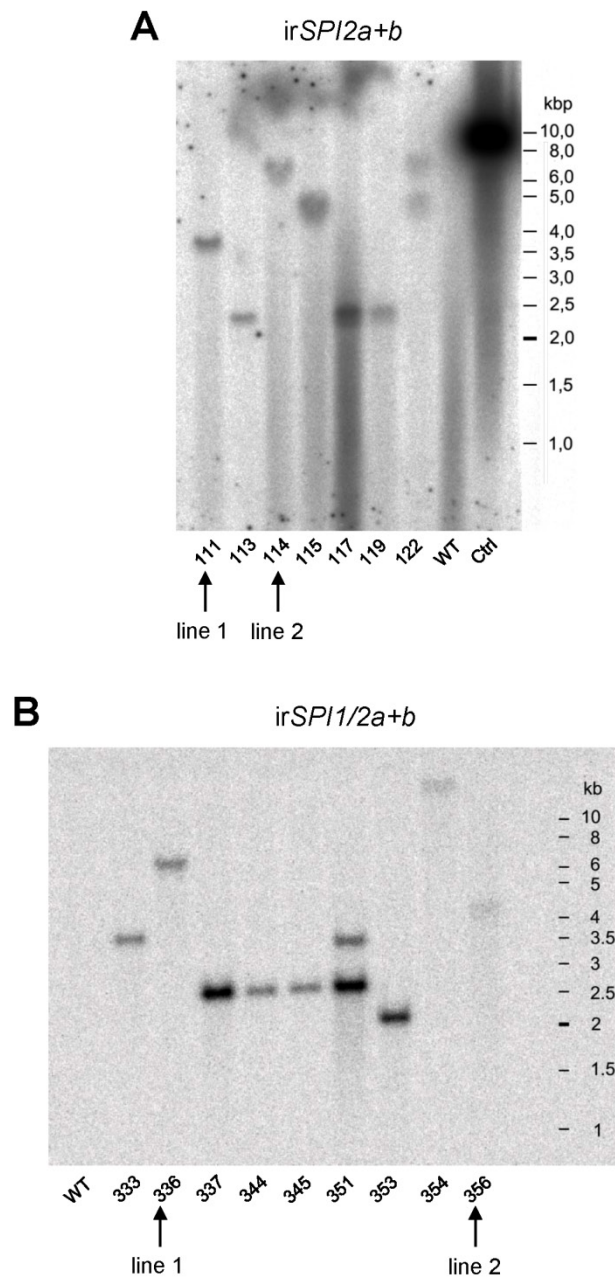 A
irSPI2a+b
kbp
10,0
8,0
6,0
5,0
4,0
3,5
3,0
2,5
2,0
1,5
1,0
111 113 114 115 117 119 122 WT Ctrl
line 1 line 2
B
irSPI1/2a+b
kb
10
8
6
5
4
3.5
3
2.5
2
1.5
1
WT 333 336 337 344 345 351 353 354 356
line 1 line 2